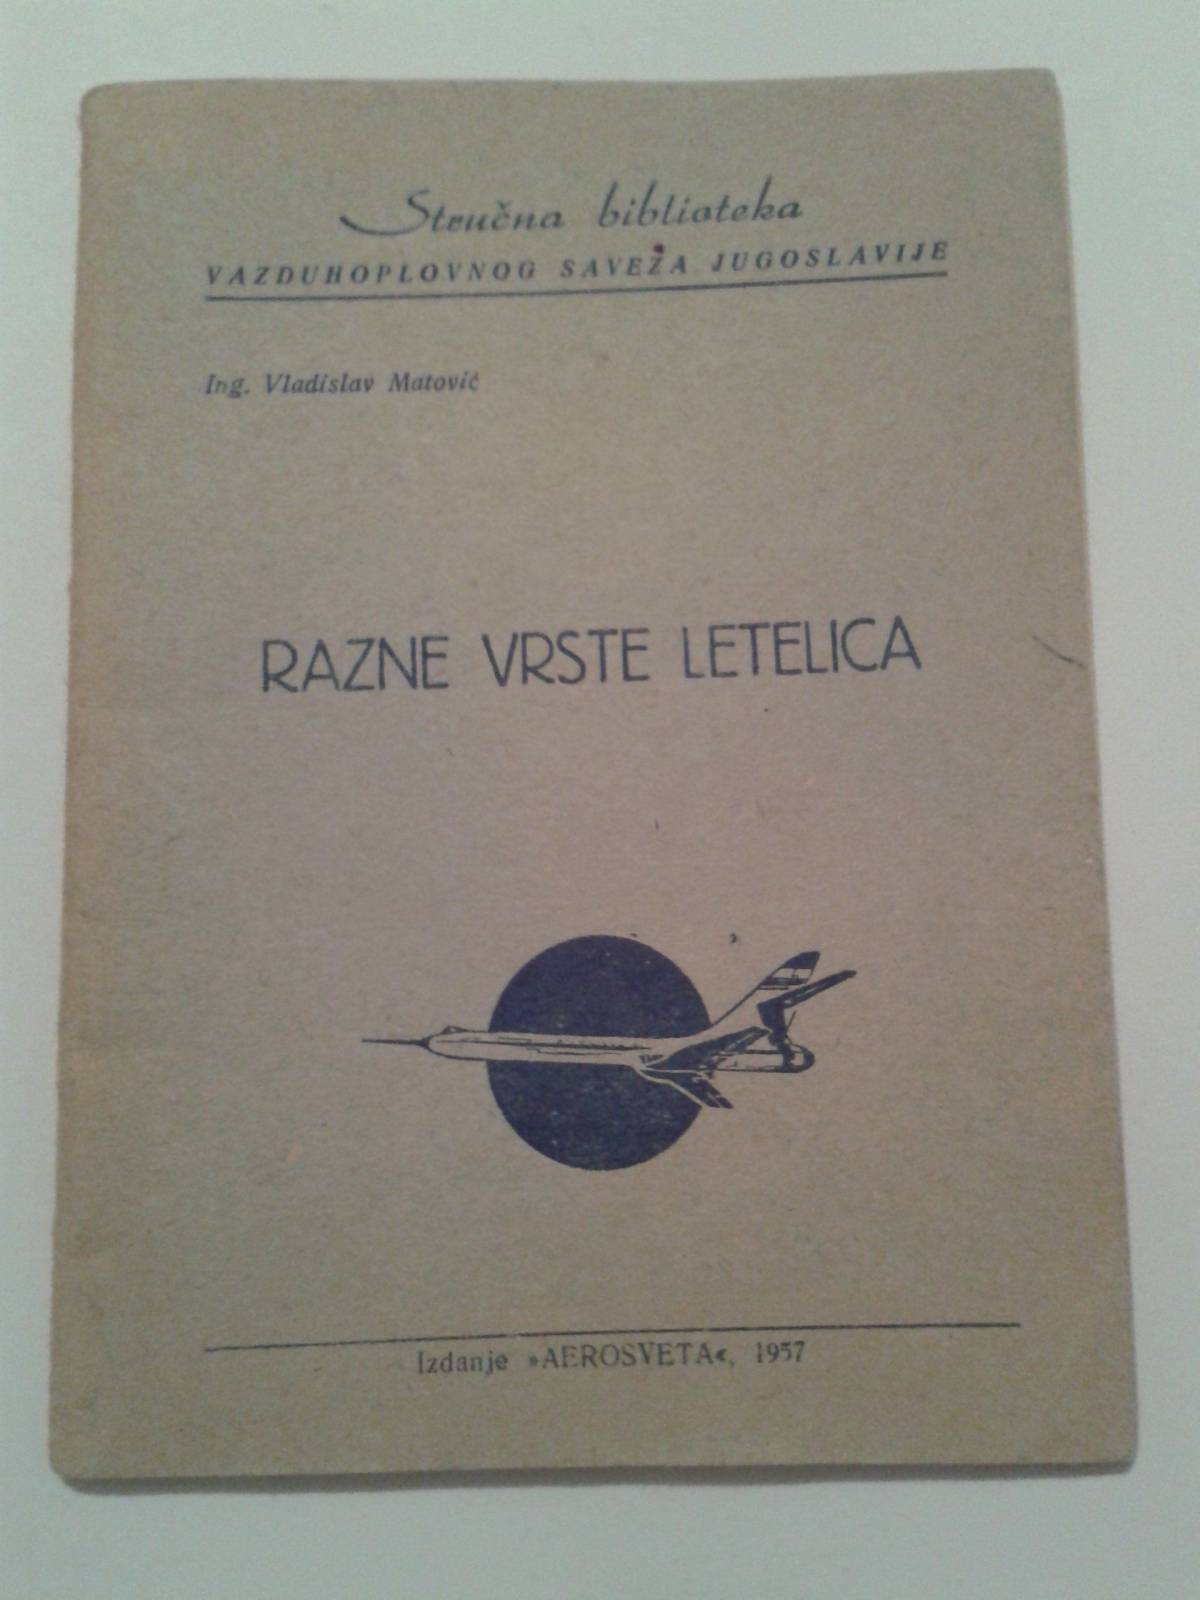 Stručna biblioteka
VAZDUHOPLOVNOG SAVEZA JUGOSLAVIJE
Ing. Vladislav Matović
RAZNE VRSTE LETELICA
Izdanje »AEROSVETA«, 1957